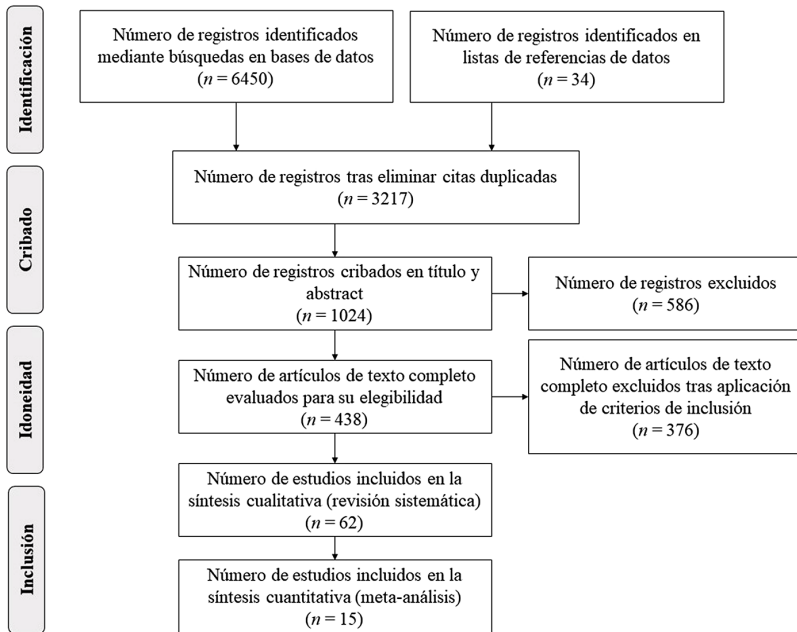 Identificación
Número de registros identificados
mediante búsquedas en bases de datos
(n = 6450)
Número de registros identificados en
listas de referencias de datos
(n = 34)
Cribado
Número de registros tras eliminar citas duplicadas
(n = 3217)
Número de registros cribados en título y
abstract
(n = 1024)
Número de registros excluidos
(n = 586)
Idoneidad
Número de artículos de texto completo
evaluados para su elegibilidad
(n = 438)
Número de artículos de texto
completo excluidos tras aplicación
de criterios de inclusión
(n = 376)
Inclusión
Número de estudios incluidos en la
síntesis cualitativa (revisión sistemática)
(n = 62)
Número de estudios incluidos en la
síntesis cuantitativa (meta-análisis)
(n = 15)